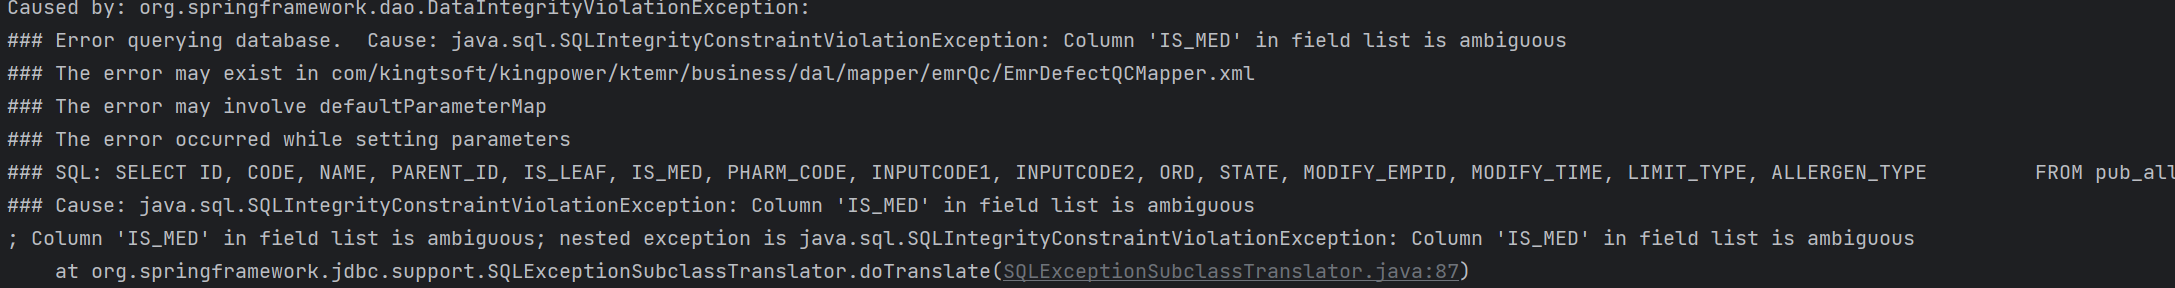 Caused by: org.springframework.dao.DataIntegrityViolationException:
### Error querying database.  Cause: java.sql.SQLIntegrityConstraintViolationException: Column 'IS_MED' in field list is ambiguous
### The error may exist in com/kingtsoft/kingpower/ktemr/business/dal/mapper/emrQc/EmrDefectQCMapper.xml
### The error may involve defaultParameterMap
### The error occurred while setting parameters
### SQL: SELECT ID, CODE, NAME, PARENT_ID, IS_LEAF, IS_MED, PHARM_CODE, INPUTCODE1, INPUTCODE2, ORD, STATE, MODIFY_EMPID, MODIFY_TIME, LIMIT_TYPE, ALLERGEN_TYPE         FROM pub_all
### Cause: java.sql.SQLIntegrityConstraintViolationException: Column 'IS_MED' in field list is ambiguous
; Column 'IS_MED' in field list is ambiguous; nested exception is java.sql.SQLIntegrityConstraintViolationException: Column 'IS_MED' in field list is ambiguous
    at org.springframework.jdbc.support.SQLExceptionSubclassTranslator.doTranslate(SQLExceptionSubclassTranslator.java:87)